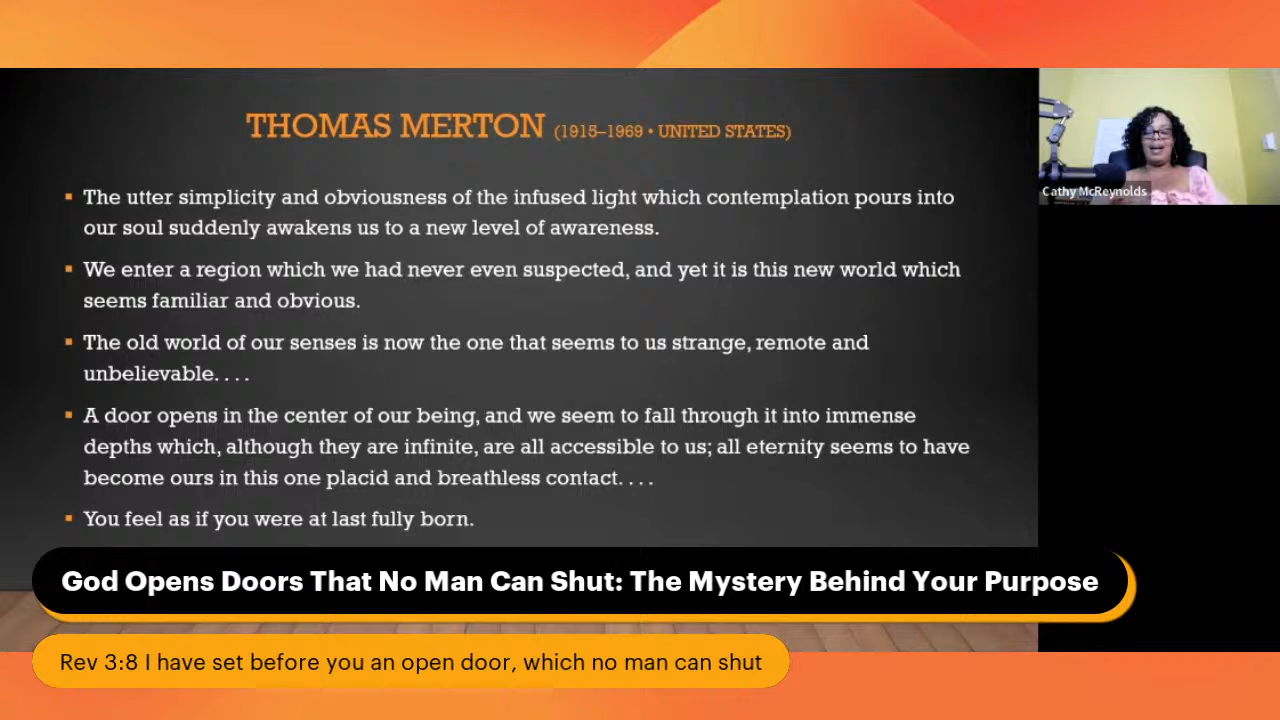 THOMAS MERTON (1915–1969 • UNITED STATES)
▪ The utter simplicity and obviousness of the infused light which contemplation pours into
our soul suddenly awakens us to a new level of awareness.
▪ We enter a region which we had never even suspected, and yet it is this new world which
seems familiar and obvious.
▪ The old world of our senses is now the one that seems to us strange, remote and
unbelievable. . . .
▪ A door opens in the center of our being, and we seem to fall through it into immense
depths which, although they are infinite, are all accessible to us; all eternity seems to have
become ours in this one placid and breathless contact. . . .
▪ You feel as if you were at last fully born.
Cathy McReynolds
God Opens Doors That No Man Can Shut: The Mystery Behind Your Purpose
Rev 3:8 I have set before you an open door, which no man can shut